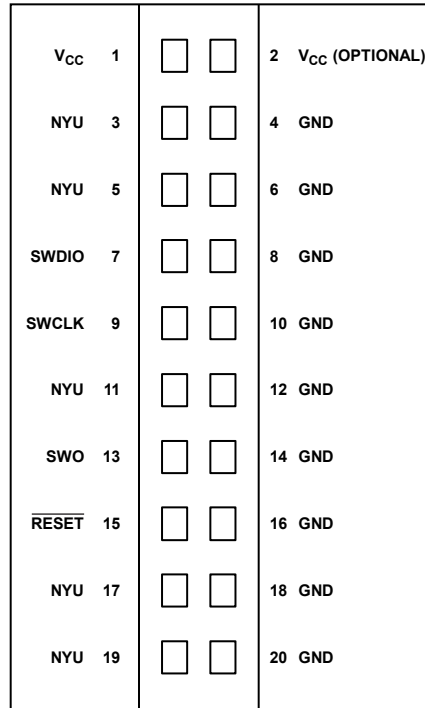 VCC 1 2 VCC (OPTIONAL)
NYU 3 4 GND
NYU 5 6 GND
SWDIO 7 8 GND
SWCLK 9 10 GND
NYU 11 12 GND
SWO 13 14 GND
RESET 15 16 GND
NYU 17 18 GND
NYU 19 20 GND